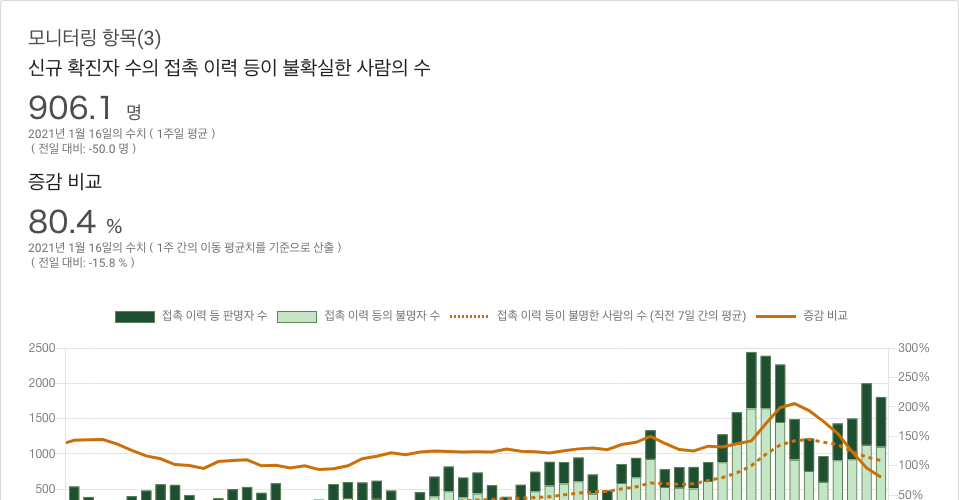 모니터링 항목(3)
신규 확진자 수의 접촉 이력 등이 불확실한 사람의 수
906.1 명
2021년 1월 16일의 수치 ( 1주일 평균 )
( 전일 대비: -50.0 명 )
증감 비교
80.4 %
2021년 1월 16일의 수치 ( 1주 간의 이동 평균치를 기준으로 산출 )
( 전일 대비: -15.8 % )
접촉 이력 등 판명자 수 접촉 이력 등의 불명자 수 접촉 이력 등이 불명한 사람의 수 (직전 7일 간의 평균) 증감 비교
2500 300%
250%
2000
200%
1500
150%
1000
100%
500
50%